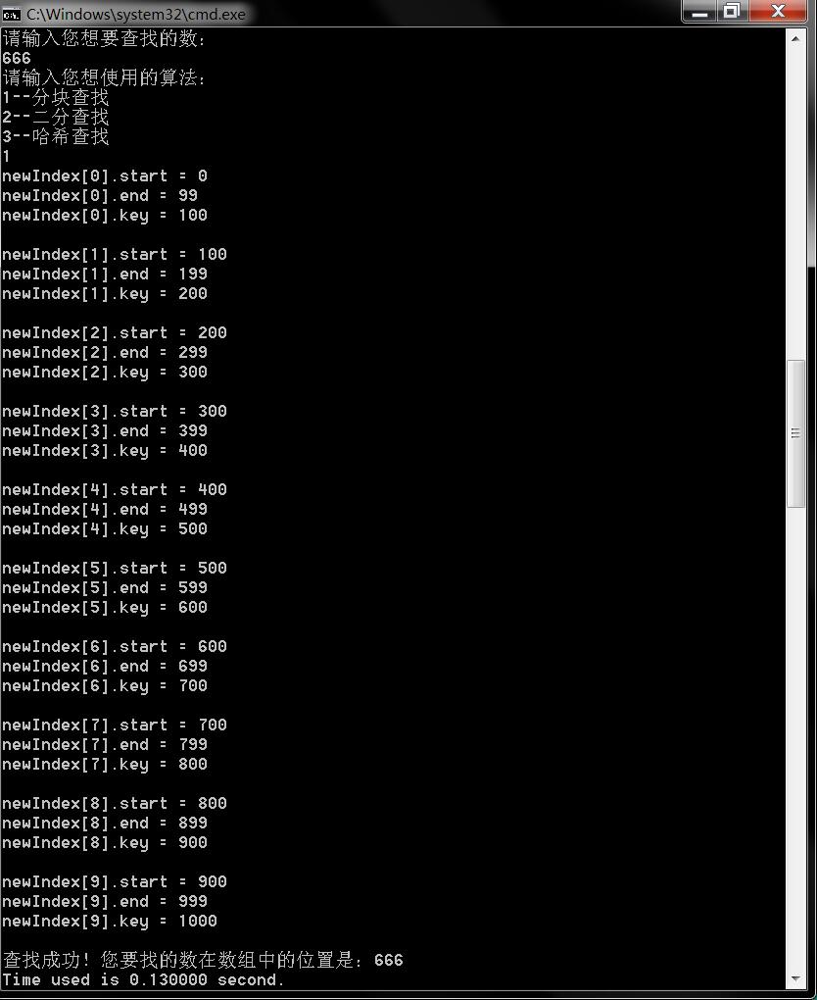 C:\Windows\system32\cmd.exe
请输入您想要查找的数：
666
请输入您想使用的算法：
1--分块查找
2--二分查找
3--哈希查找
1
newIndex[0].start = 0
newIndex[0].end = 99
newIndex[0].key = 100
newIndex[1].start = 100
newIndex[1].end = 199
newIndex[1].key = 200
newIndex[2].start = 200
newIndex[2].end = 299
newIndex[2].key = 300
newIndex[3].start = 300
newIndex[3].end = 399
newIndex[3].key = 400
newIndex[4].start = 400
newIndex[4].end = 499
newIndex[4].key = 500
newIndex[5].start = 500
newIndex[5].end = 599
newIndex[5].key = 600
newIndex[6].start = 600
newIndex[6].end = 699
newIndex[6].key = 700
newIndex[7].start = 700
newIndex[7].end = 799
newIndex[7].key = 800
newIndex[8].start = 800
newIndex[8].end = 899
newIndex[8].key = 900
newIndex[9].start = 900
newIndex[9].end = 999
newIndex[9].key = 1000
查找成功！您要找的数在数组中的位置是：666
Time used is 0.130000 second.